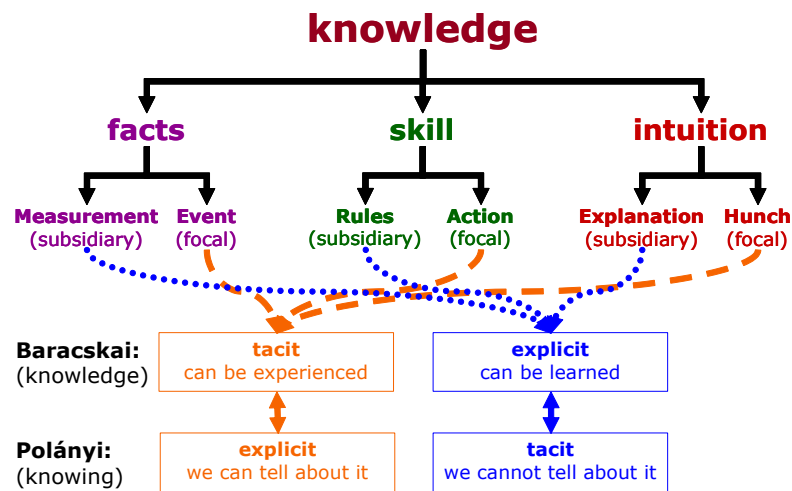 knowledge
facts
skill
intuition
Measurement
(subsidiary)
Event
(focal)
Rules
(subsidiary)
Action
(focal)
Explanation
(subsidiary)
Hunch
(focal)
Baracskai:
(knowledge)
tacit
can be experienced
explicit
can be learned
Polányi:
(knowing)
explicit
we can tell about it
tacit
we cannot tell about it